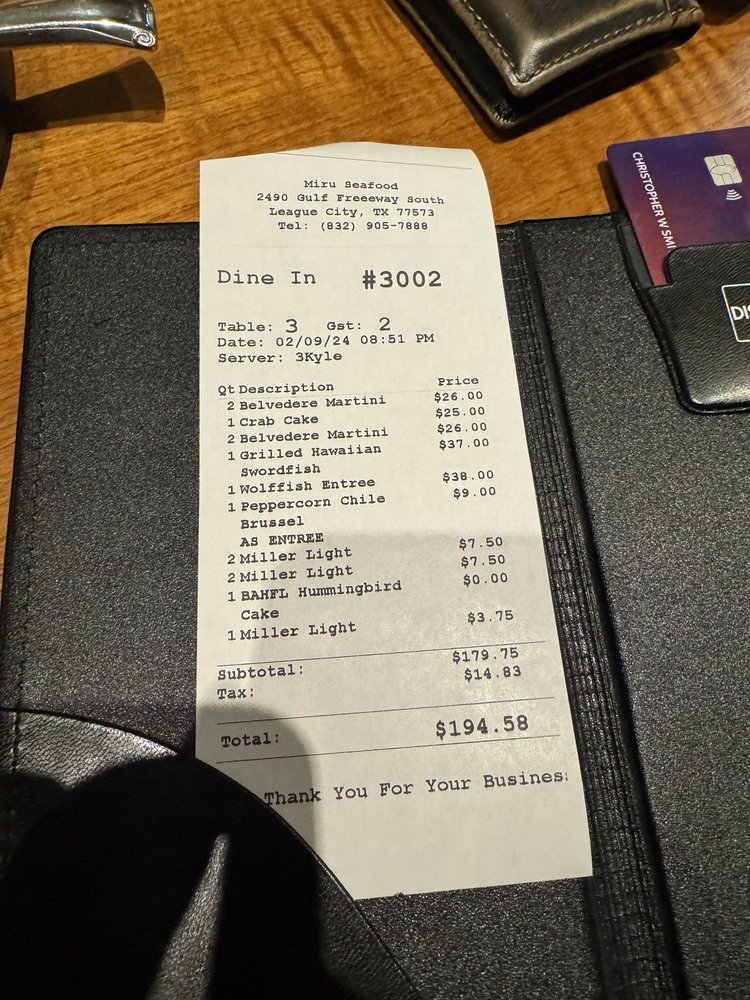 Miru Seafood
2490 Gulf Freeeway South
League City, TX 77573
Tel: (832) 905-7888
Dine In #3002
Table: 3 Gst: 2
Date: 02/09/24 08:51 PM
Server: 3Kyle
Qt Description Price
2 Belvedere Martini $26.00
1 Crab Cake $25.00
2 Belvedere Martini $26.00
1 Grilled Hawaiian $37.00
Swordfish
1 Wolffish Entree $38.00
1 Peppercorn Chile $9.00
Brussel
AS ENTREE
2 Miller Light $7.50
2 Miller Light $7.50
1 BAHFL Hummingbird $0.00
Cake
1 Miller Light $3.75
Subtotal: $179.75
Tax: $14.83
Total: $194.58
Thank You For Your Busines
CHRISTOPHER W SMI
DIS